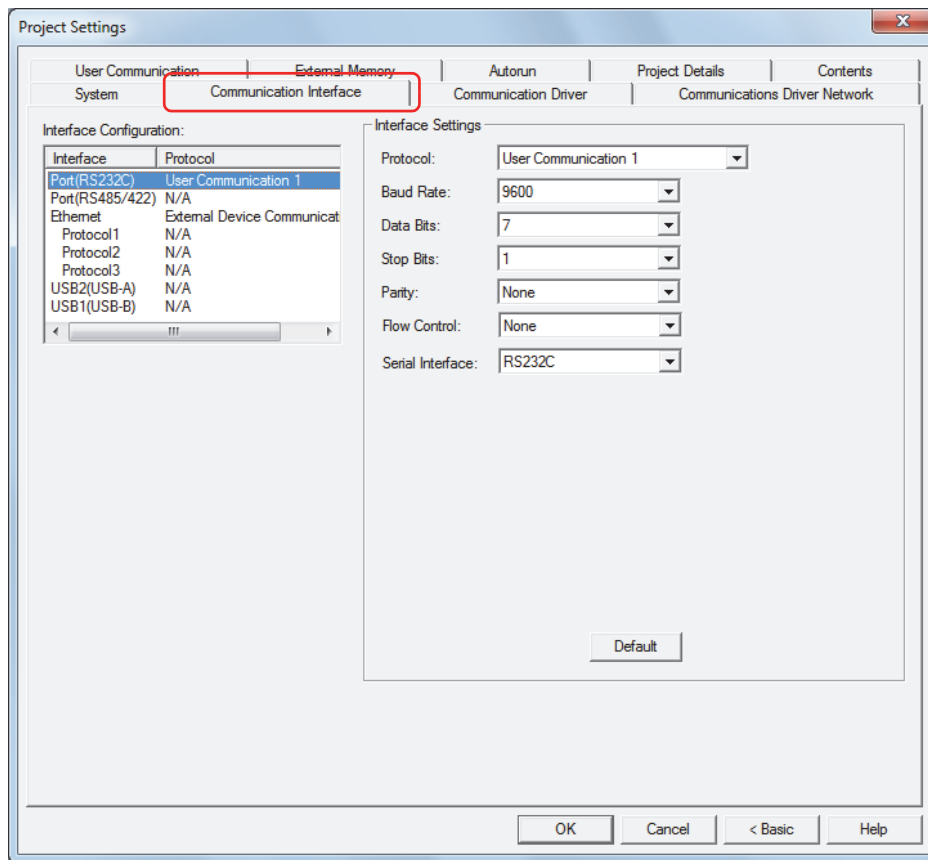 Project Settings
User Communication
External Memory
Autorun
Project Details
Contents
System
Communication Interface
Communication Driver
Communications Driver Network
Interface Configuration:
Interface Protocol
Port(RS232C) User Communication 1
Port(RS485/422) N/A
Ethernet External Device Communicat
Protocol1 N/A
Protocol2 N/A
Protocol3 N/A
USB2(USB-A) N/A
USB1(USB-B) N/A
Interface Settings
Protocol: User Communication 1
Baud Rate: 9600
Data Bits: 7
Stop Bits: 1
Parity: None
Flow Control: None
Serial Interface: RS232C
Default
OK
Cancel
< Basic
Help